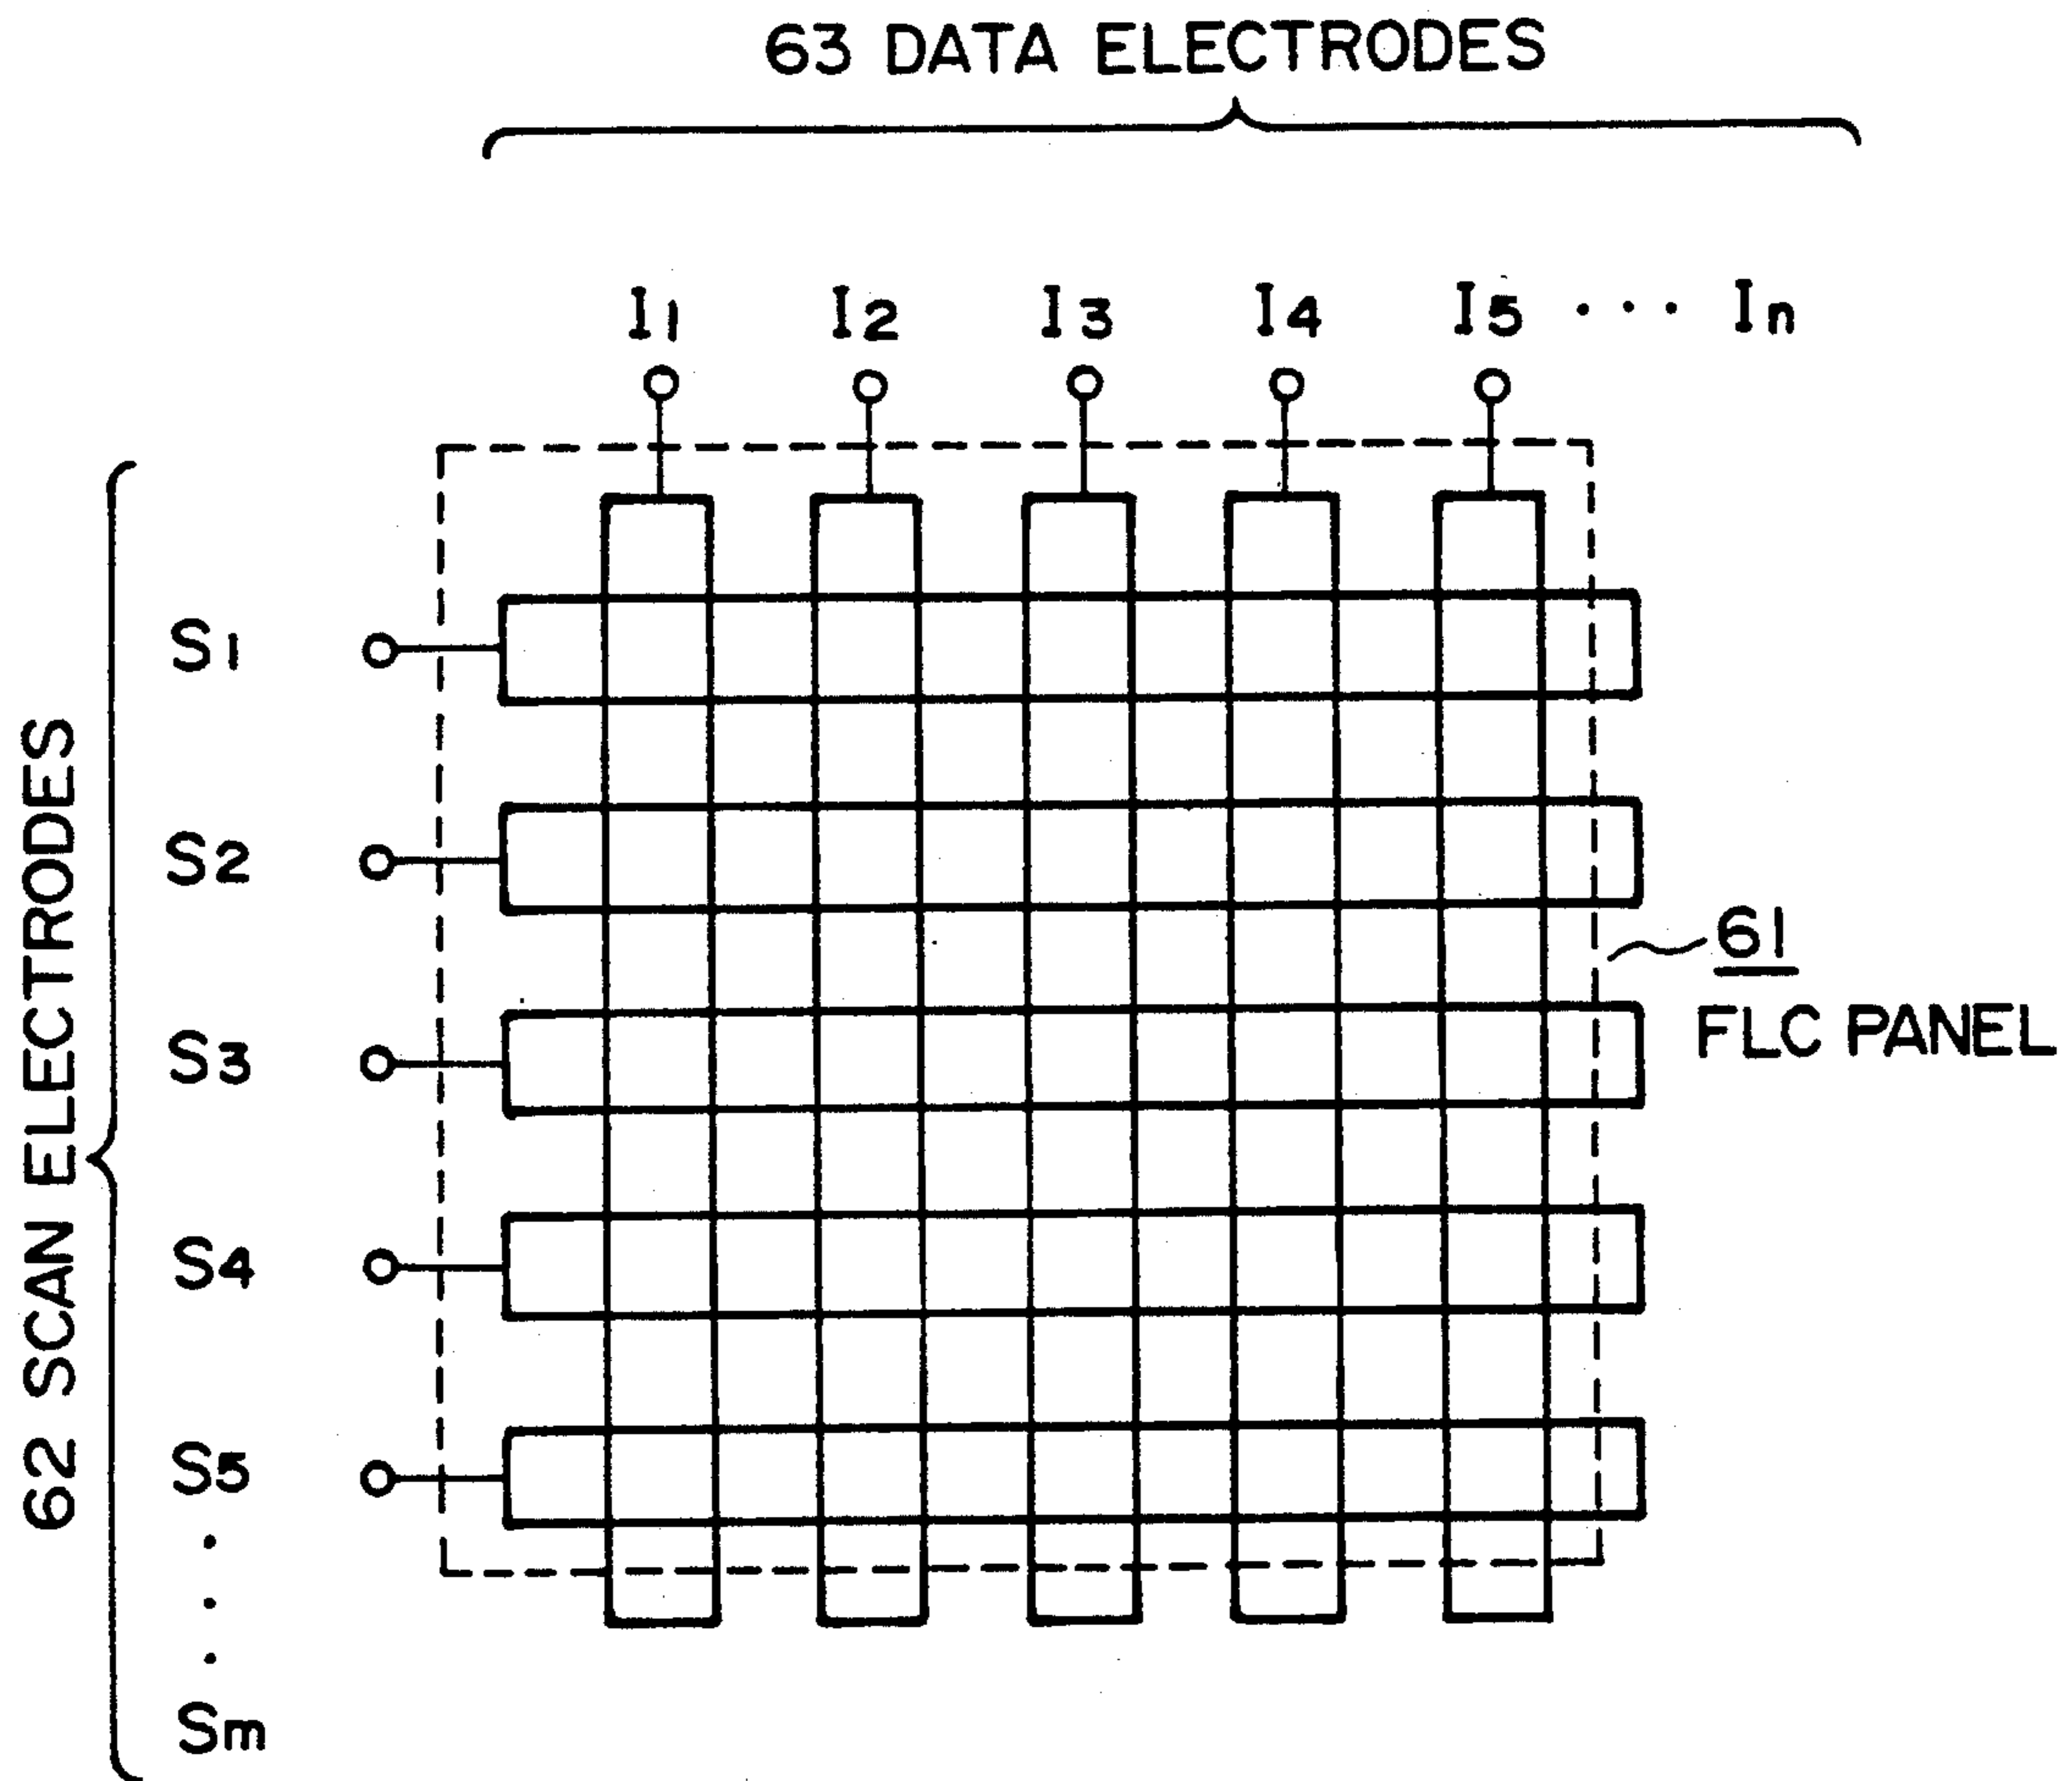 63 DATA ELECTRODES
I1 I2 I3 I4 I5 ··· In
62 SCAN ELECTRODES
S1
S2
S3
S4
S5
·
·
·
Sm
61
FLC PANEL